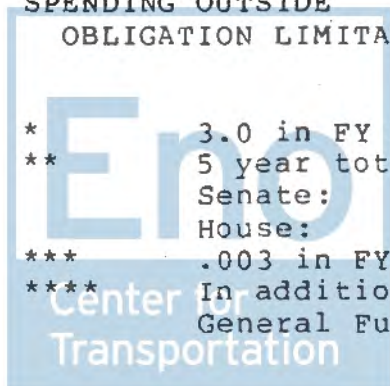 SPENDING OUTSIDE
OBLIGATION LIMITA
* 3.0 in FY
** 5 year tot
Senate:
House:
*** .003 in FY
**** In additio
General Fu
Eno
Center for
Transportation